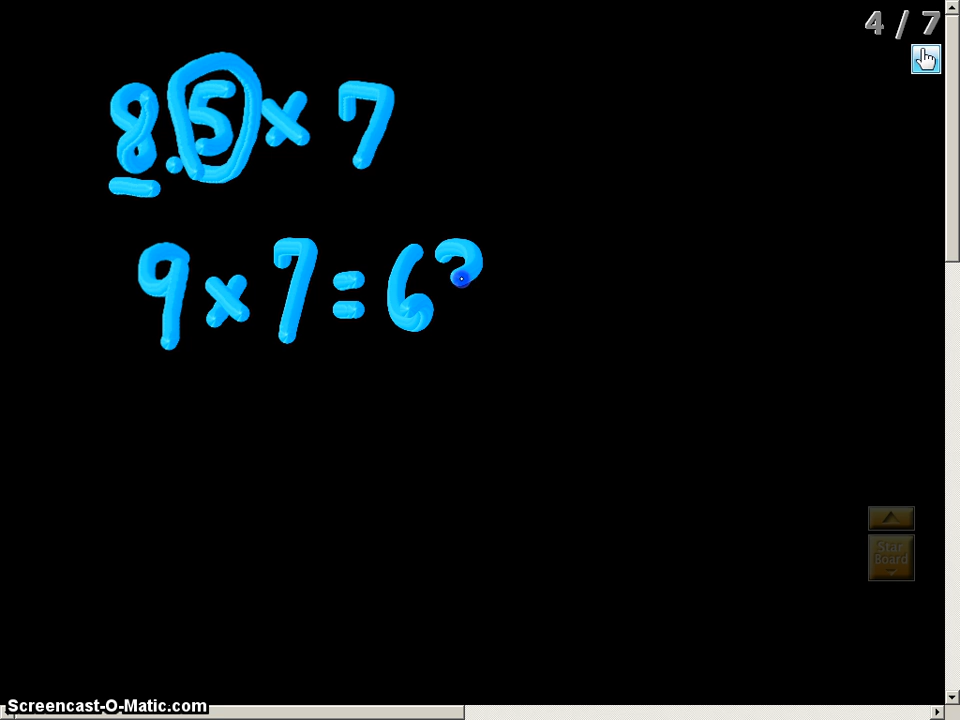 4 / 7
8.5 x 7
9 x 7 = 6
Star
Board
Screencast-O-Matic.com